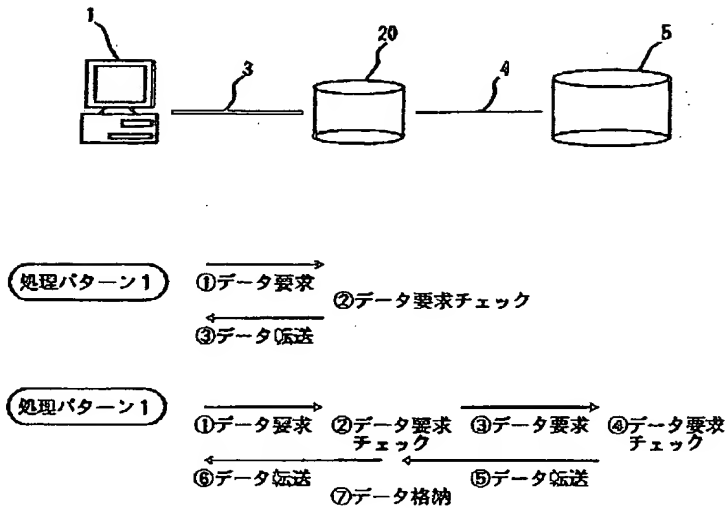 1
3
20
4
5
処理パターン1
①データ要求
②データ要求チェック
③データ転送
処理パターン1
①データ要求
②データ要求
チェック
③データ要求
④データ要求
チェック
⑥データ転送
⑦データ格納
⑤データ転送